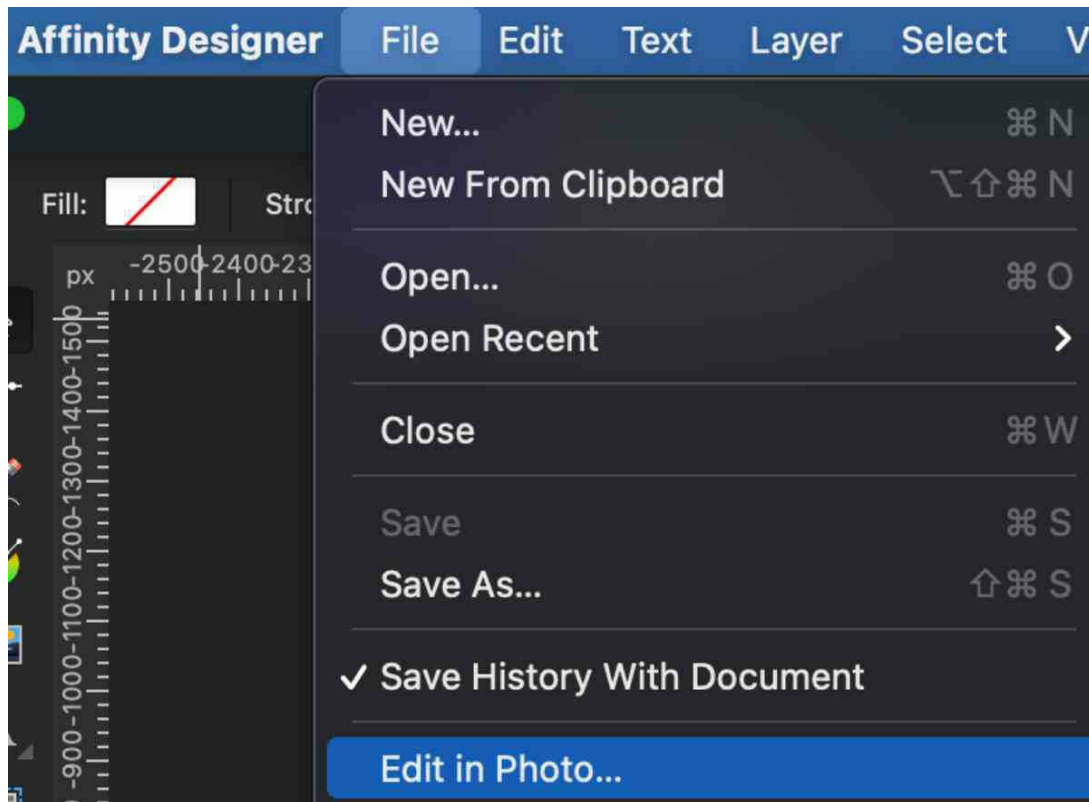 Affinity Designer File Edit Text Layer Select V
New... ⌘ N
Fill: Stro New From Clipboard ⌥⇧⌘ N
px -2500 -2400 -23
Open... ⌘ O
Open Recent
Close ⌘ W
Save ⌘ S
Save As... ⇧⌘ S
✓ Save History With Document
Edit in Photo...
-1500
-1400
-1300
-1200
-1100
-1000
-900